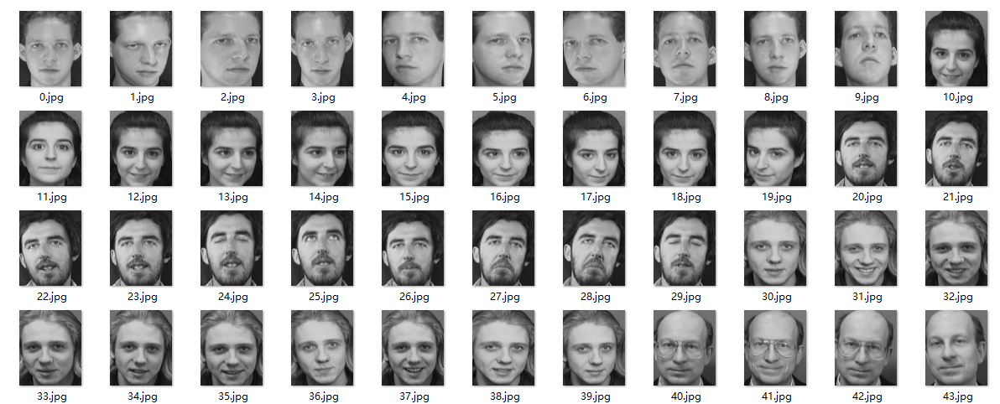 0.jpg 1.jpg 2.jpg 3.jpg 4.jpg 5.jpg 6.jpg 7.jpg 8.jpg 9.jpg 10.jpg
11.jpg 12.jpg 13.jpg 14.jpg 15.jpg 16.jpg 17.jpg 18.jpg 19.jpg 20.jpg 21.jpg
22.jpg 23.jpg 24.jpg 25.jpg 26.jpg 27.jpg 28.jpg 29.jpg 30.jpg 31.jpg 32.jpg
33.jpg 34.jpg 35.jpg 36.jpg 37.jpg 38.jpg 39.jpg 40.jpg 41.jpg 42.jpg 43.jpg